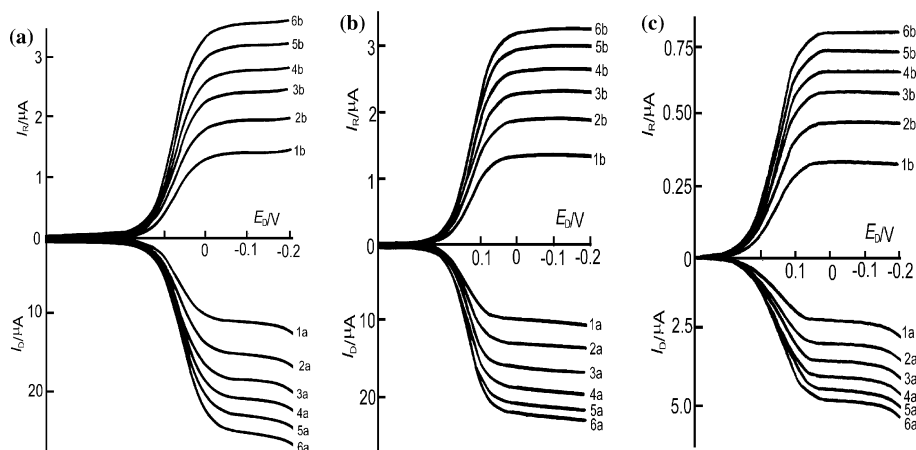 (a)
I_R/μA
3
2
1
0
10
20
I_D/μA
6b
5b
4b
3b
2b
1b
E_D/V
0 -0.1 -0.2
1a
2a
3a
4a
5a
6a
(b)
I_R/μA
3
2
1
0
10
20
I_D/μA
6b
5b
4b
3b
2b
1b
E_D/V
0.1 0 -0.1 -0.2
1a
2a
3a
4a
5a
6a
(c)
I_R/μA
0.75
0.50
0.25
0
2.5
5.0
I_D/μA
6b
5b
4b
3b
2b
1b
E_D/V
0.1 0 -0.1 -0.2
1a
2a
3a
4a
5a
6a